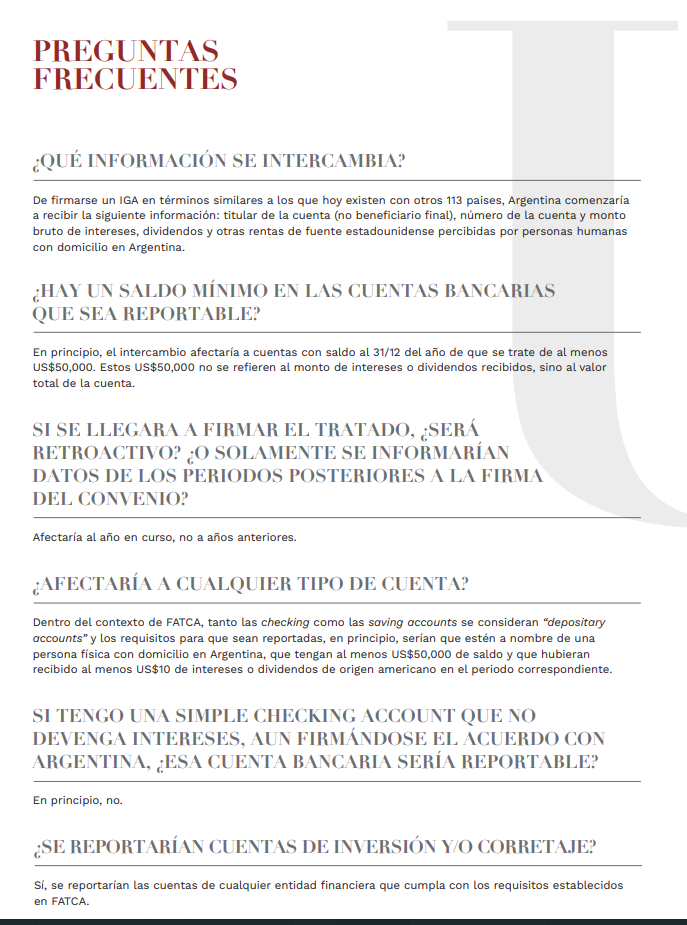 PREGUNTAS
FRECUENTES
¿QUÉ INFORMACIÓN SE INTERCAMBIA?
De firmarse un IGA en términos similares a los que hoy existen con otros 113 paises, Argentina comenzaría
a recibir la siguiente información: titular de la cuenta (no beneficiario final), número de la cuenta y monto
bruto de intereses, dividendos y otras rentas de fuente estadounidense percibidas por personas humanas
con domicilio en Argentina.
¿HAY UN SALDO MÍNIMO EN LAS CUENTAS BANCARIAS
QUE SEA REPORTABLE?
En principio, el intercambio afectaría a cuentas con saldo al 31/12 del año de que se trate de al menos
US$50,000. Estos US$50,000 no se refieren al monto de intereses o dividendos recibidos, sino al valor
total de la cuenta.
SI SE LLEGARA A FIRMAR EL TRATADO, ¿SERÁ
RETROACTIVO? ¿O SOLAMENTE SE INFORMARÍAN
DATOS DE LOS PERIODOS POSTERIORES A LA FIRMA
DEL CONVENIO?
Afectaría al año en curso, no a años anteriores.
¿AFECTARÍA A CUALQUIER TIPO DE CUENTA?
Dentro del contexto de FATCA, tanto las checking como las saving accounts se consideran “depositary
accounts” y los requisitos para que sean reportadas, en principio, serían que estén a nombre de una
persona física con domicilio en Argentina, que tengan al menos US$50,000 de saldo y que hubieran
recibido al menos US$10 de intereses o dividendos de origen americano en el periodo correspondiente.
SI TENGO UNA SIMPLE CHECKING ACCOUNT QUE NO
DEVENGA INTERESES, AUN FIRMÁNDOSE EL ACUERDO CON
ARGENTINA, ¿ESA CUENTA BANCARIA SERÍA REPORTABLE?
En principio, no.
¿SE REPORTARÍAN CUENTAS DE INVERSIÓN Y/O CORRETAJE?
Sí, se reportarían las cuentas de cualquier entidad financiera que cumpla con los requisitos establecidos
en FATCA.